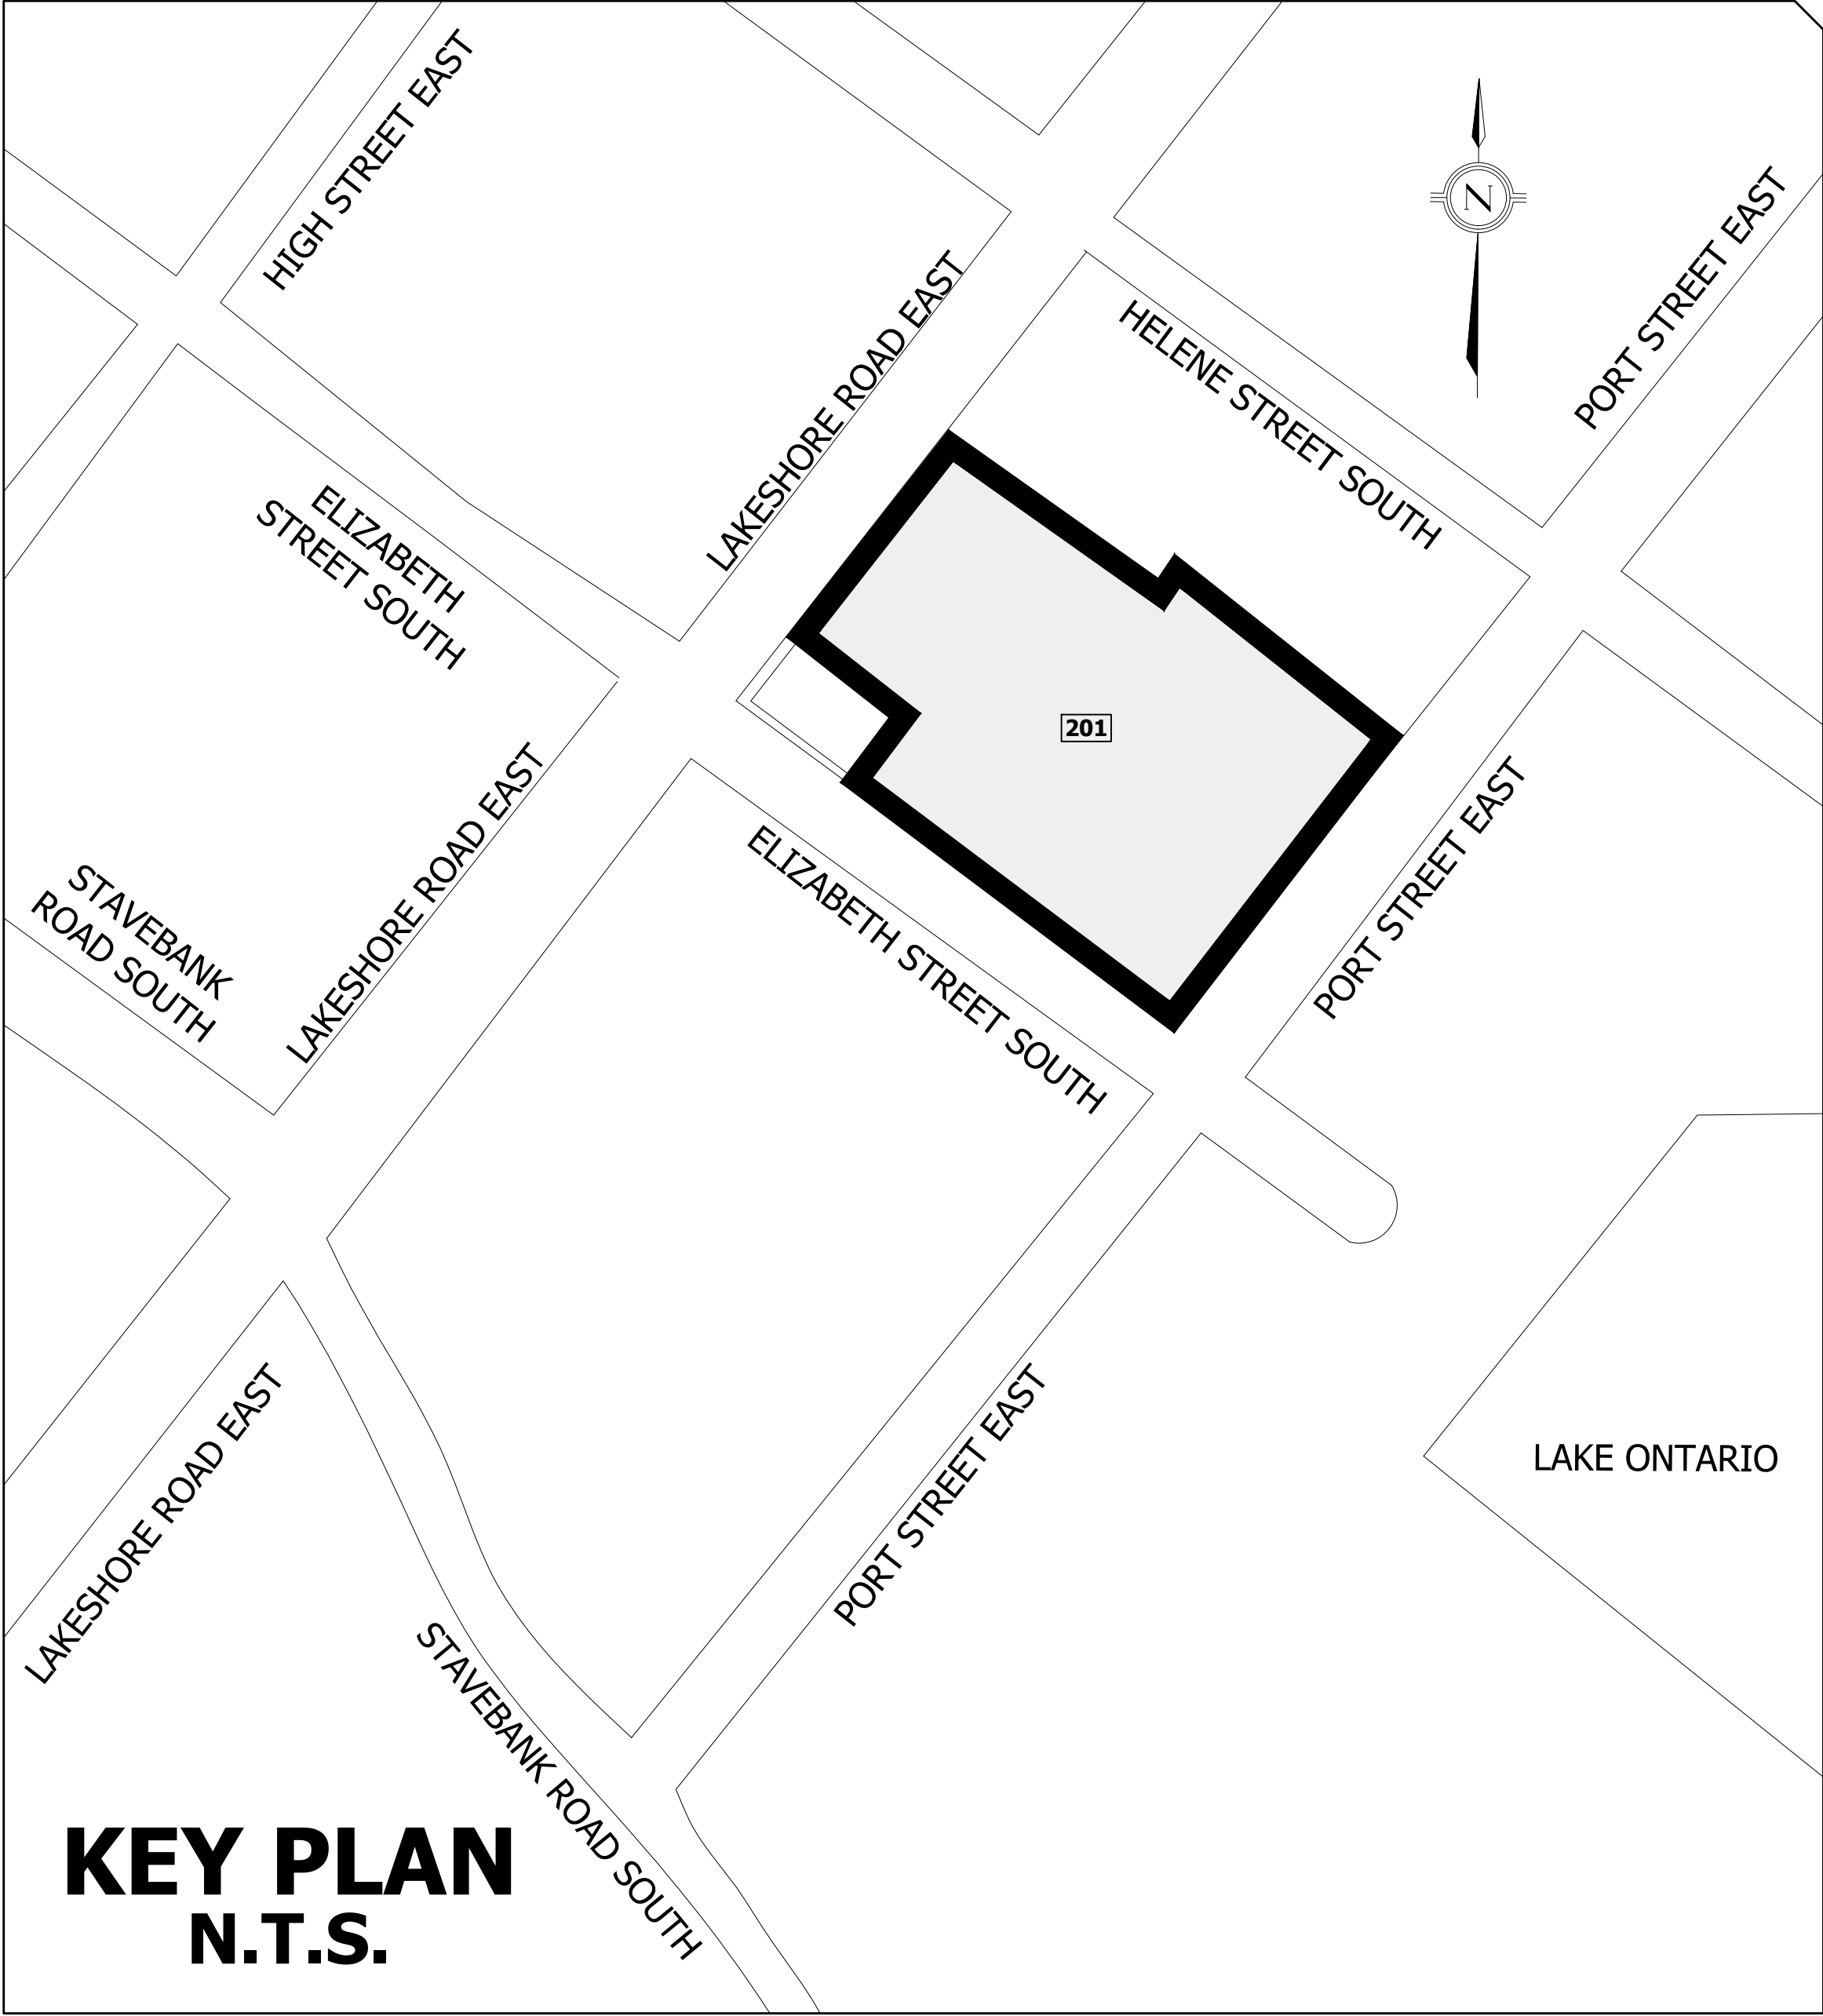 HIGH STREET EAST
N
PORT STREET EAST
LAKESHORE ROAD EAST
HELENE STREET SOUTH
ELIZABETH
STREET SOUTH
201
LAKESHORE ROAD EAST
PORT STREET EAST
ELIZABETH STREET SOUTH
STAVEBANK
ROAD SOUTH
LAKESHORE ROAD EAST
PORT STREET EAST
LAKE ONTARIO
STAVEBANK ROAD SOUTH
KEY PLAN
N.T.S.